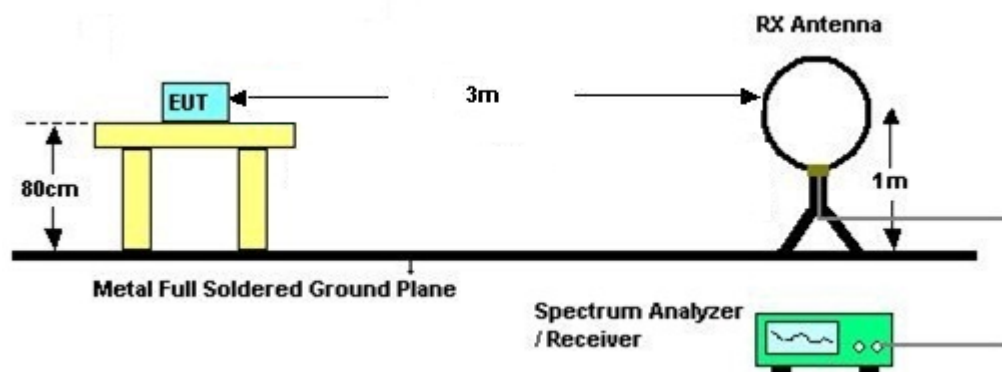 RX Antenna
EUT
3m
80cm
1m
Metal Full Soldered Ground Plane
Spectrum Analyzer
/ Receiver